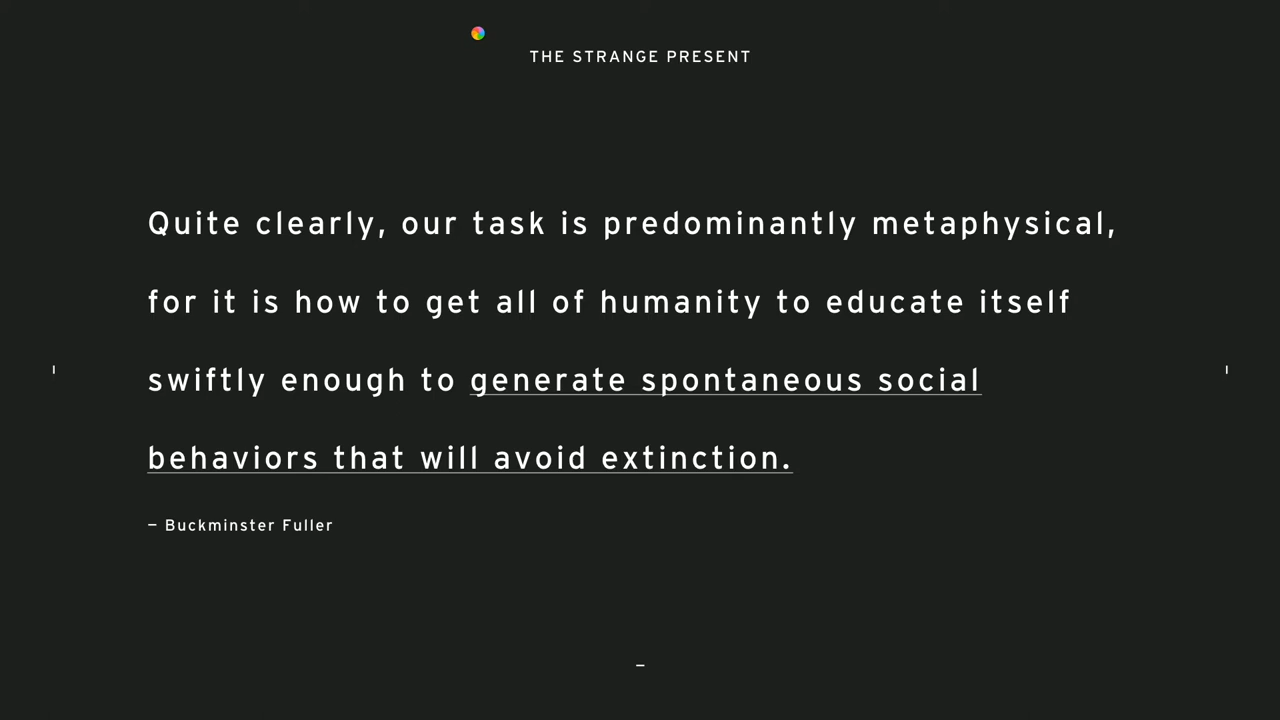 THE STRANGE PRESENT
Quite clearly, our task is predominantly metaphysical,
for it is how to get all of humanity to educate itself
swiftly enough to generate spontaneous social
behaviors that will avoid extinction.
— Buckminster Fuller